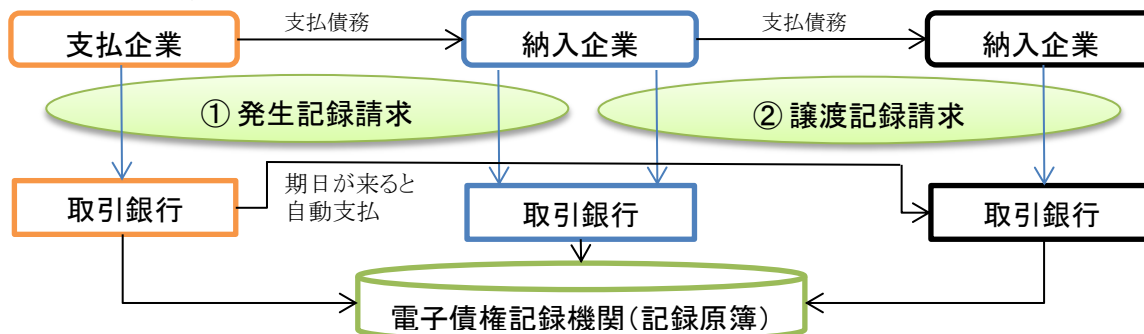 支払債務
支払債務
支払企業
納入企業
納入企業
① 発生記録請求
② 譲渡記録請求
期日が来ると
自動支払
取引銀行
取引銀行
取引銀行
電子債権記録機関(記録原簿)